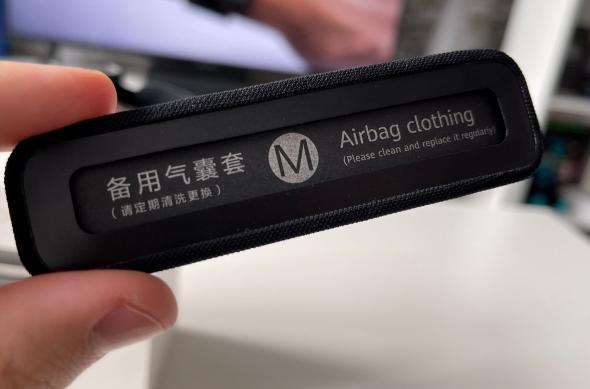 备用气囊套
(请定期清洗更换)
M
Airbag clothing
(Please clean and replace it regularly)